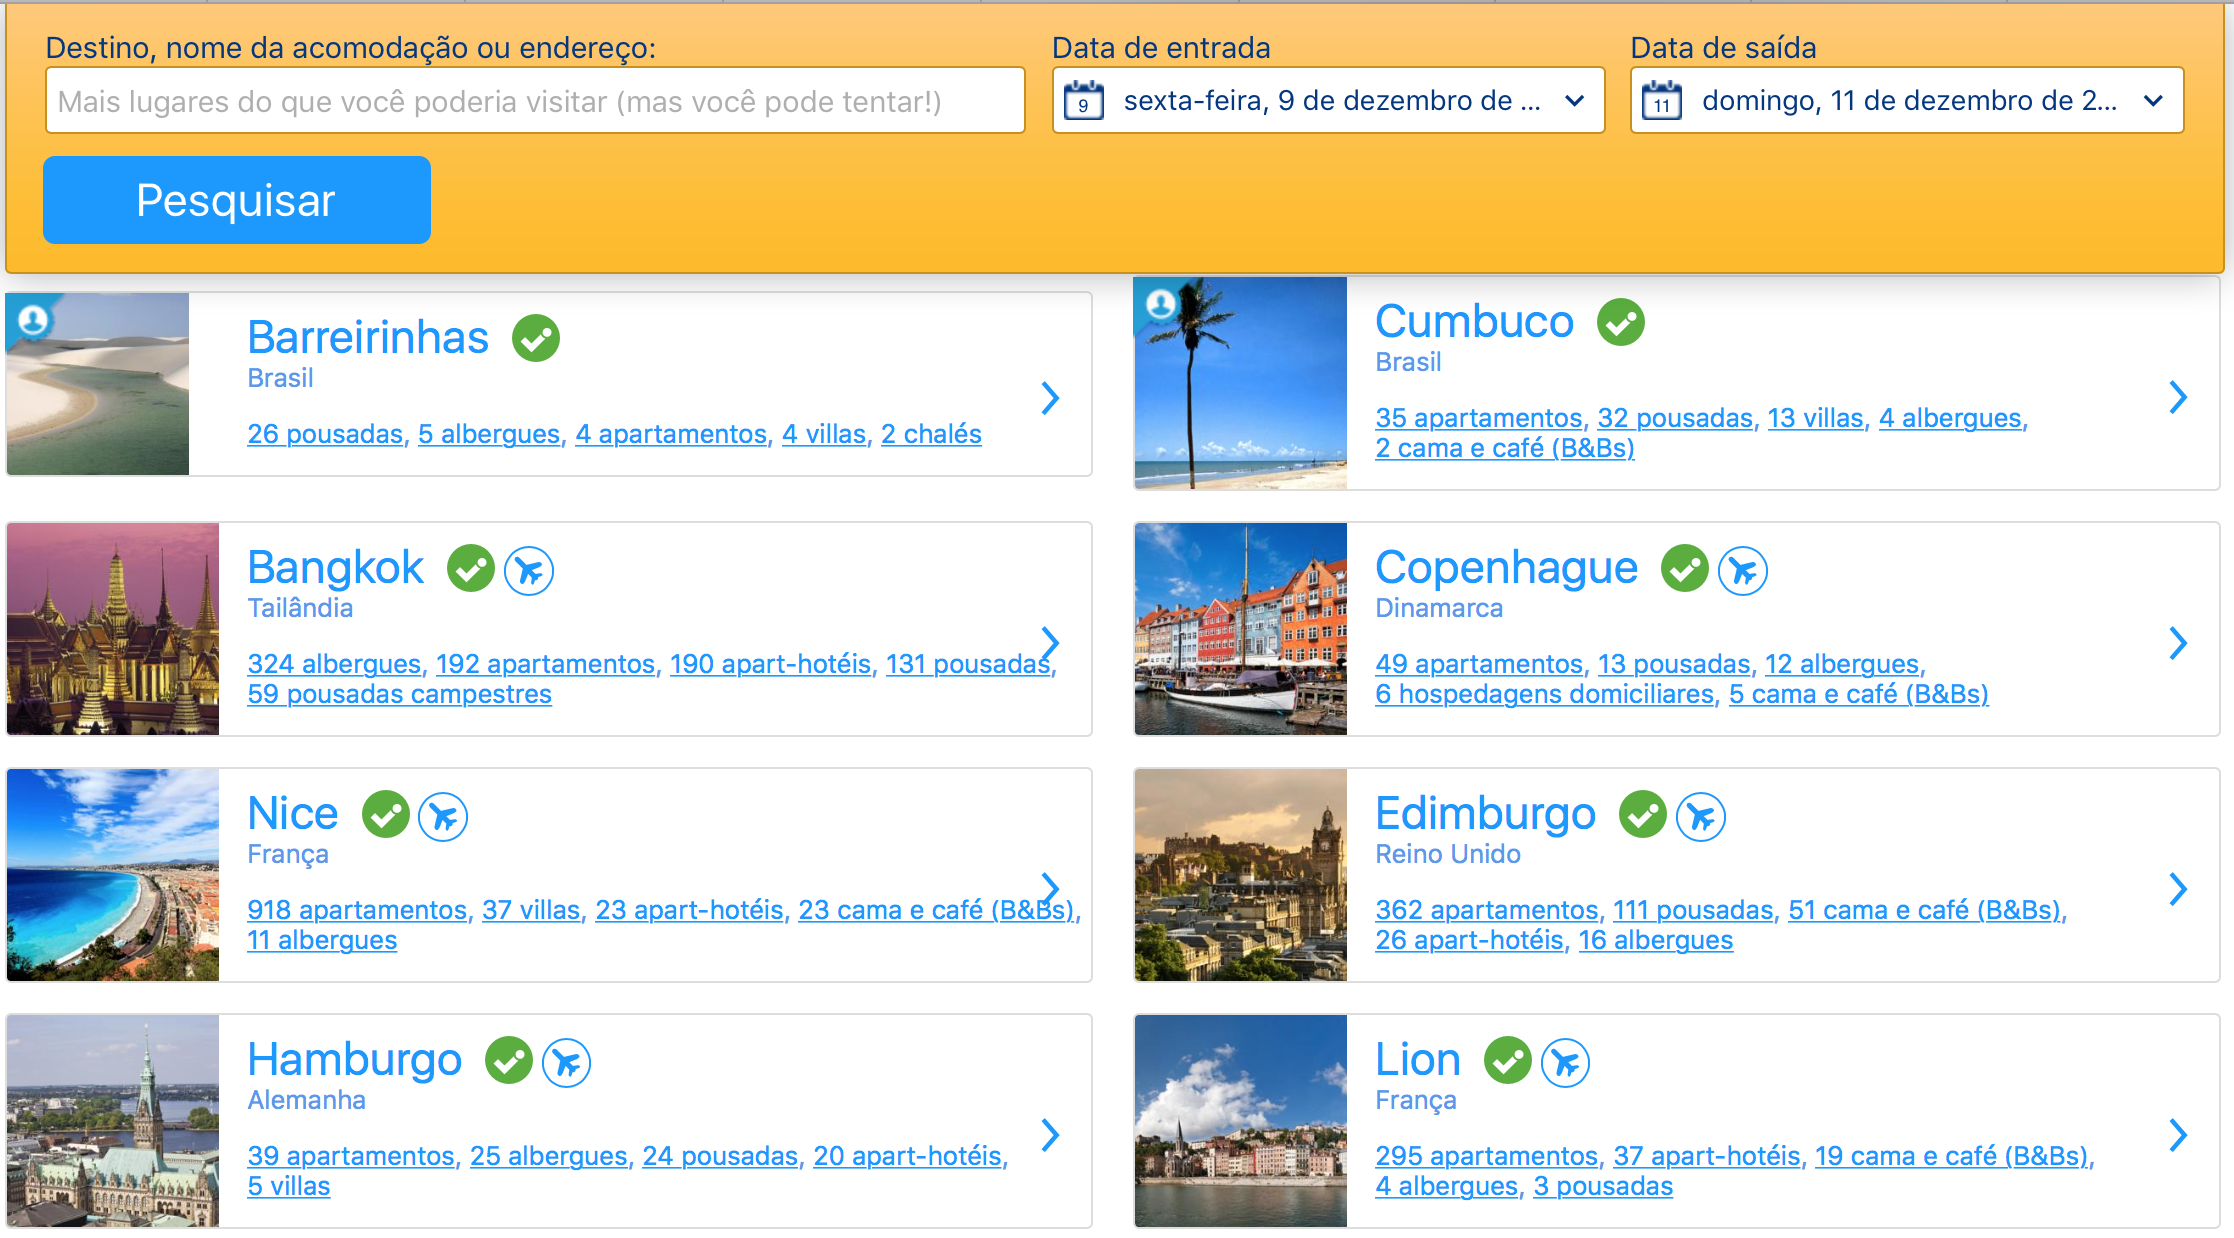 Destino, nome da acomodação ou endereço:
Mais lugares do que você poderia visitar (mas você pode tentar!)
Data de entrada
9
sexta-feira, 9 de dezembro de ...
Data de saída
11
domingo, 11 de dezembro de 2...
Pesquisar
Barreirinhas
Brasil
26 pousadas, 5 albergues, 4 apartamentos, 4 villas, 2 chalés
Cumbuco
Brasil
35 apartamentos, 32 pousadas, 13 villas, 4 albergues,
2 cama e café (B&Bs)
Bangkok
Tailândia
324 albergues, 192 apartamentos, 190 apart-hotéis, 131 pousadas,
59 pousadas campestres
Copenhague
Dinamarca
49 apartamentos, 13 pousadas, 12 albergues,
6 hospedagens domiciliares, 5 cama e café (B&Bs)
Nice
França
918 apartamentos, 37 villas, 23 apart-hotéis, 23 cama e café (B&Bs),
11 albergues
Edimburgo
Reino Unido
362 apartamentos, 111 pousadas, 51 cama e café (B&Bs),
26 apart-hotéis, 16 albergues
Hamburgo
Alemanha
39 apartamentos, 25 albergues, 24 pousadas, 20 apart-hotéis,
5 villas
Lion
França
295 apartamentos, 37 apart-hotéis, 19 cama e café (B&Bs),
4 albergues, 3 pousadas